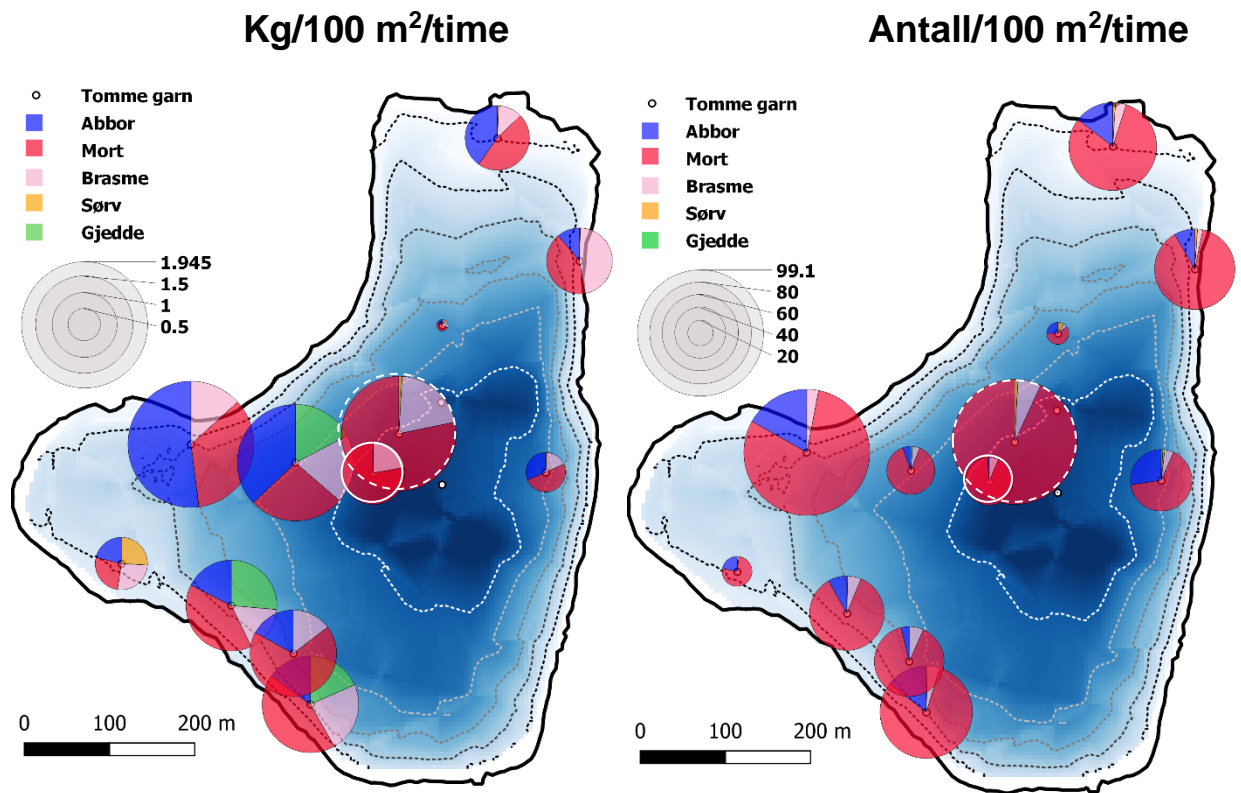 Kg/100 m²/time
Tomme garn
Abbor
Mort
Brasme
Sørv
Gjedde
1.945
1.5
1
0.5
0 100 200 m
Antall/100 m²/time
Tomme garn
Abbor
Mort
Brasme
Sørv
Gjedde
99.1
80
60
40
20
0 100 200 m